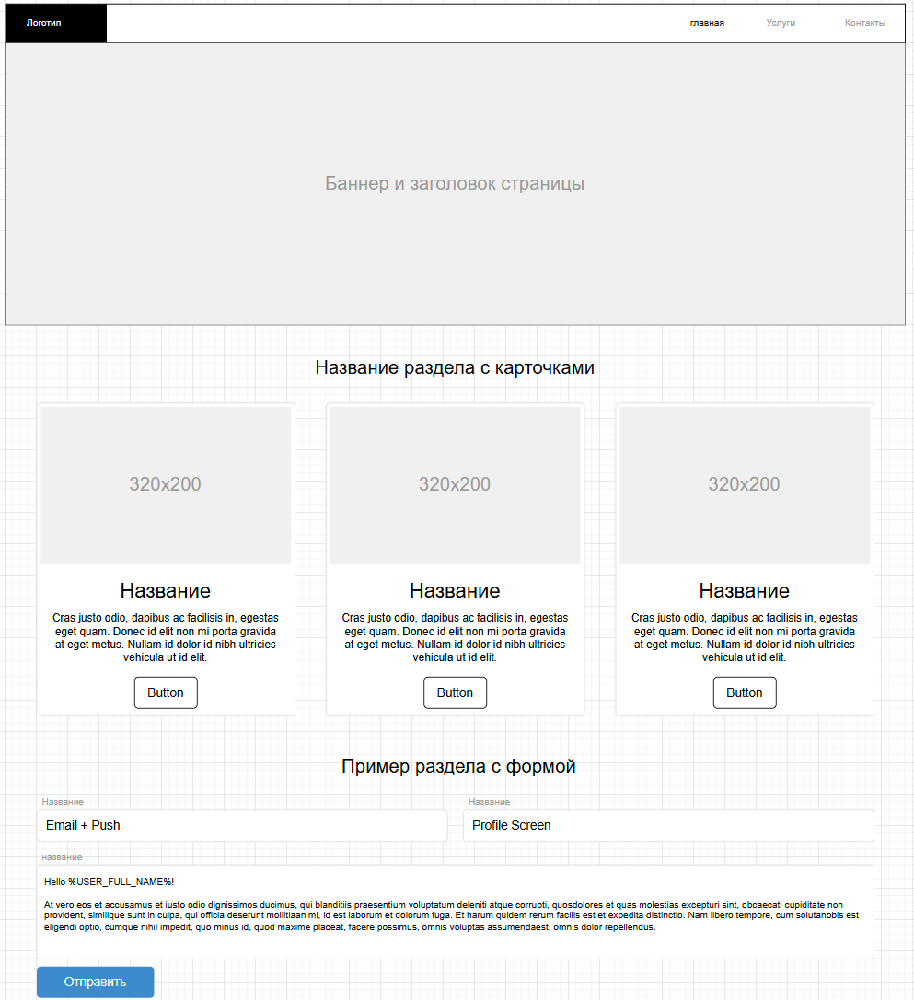 Логотип
главная
Услуги
Контакты
Баннер и заголовок страницы
Название раздела с карточками
320x200
320x200
320x200
Название
Название
Название
Cras justo odio, dapibus ac facilisis in, egestas
eget quam. Donec id elit non mi porta gravida
at eget metus. Nullam id dolor id nibh ultricies
vehicula ut id elit.
Cras justo odio, dapibus ac facilisis in, egestas
eget quam. Donec id elit non mi porta gravida
at eget metus. Nullam id dolor id nibh ultricies
vehicula ut id elit.
Cras justo odio, dapibus ac facilisis in, egestas
eget quam. Donec id elit non mi porta gravida
at eget metus. Nullam id dolor id nibh ultricies
vehicula ut id elit.
Button
Button
Button
Пример раздела с формой
Название
Название
Email + Push
Profile Screen
название
Hello %USER_FULL_NAME%!
At vero eos et accusamus et iusto odio dignissimos ducimus, qui blanditiis praesentium voluptatum deleniti atque corrupti, quosdolores et quas molestias excepturi sint, obcaecati cupiditate non
provident, similique sunt in culpa, qui officia deserunt mollitiaanimi, id est laborum et dolorum fuga. Et harum quidem rerum facilis est et expedita distinctio. Nam libero tempore, cum solutanobis est
eligendi optio, cumque nihil impedit, quo minus id, quod maxime placeat, facere possimus, omnis voluptas assumendaest, omnis dolor repellendus.
Отправить